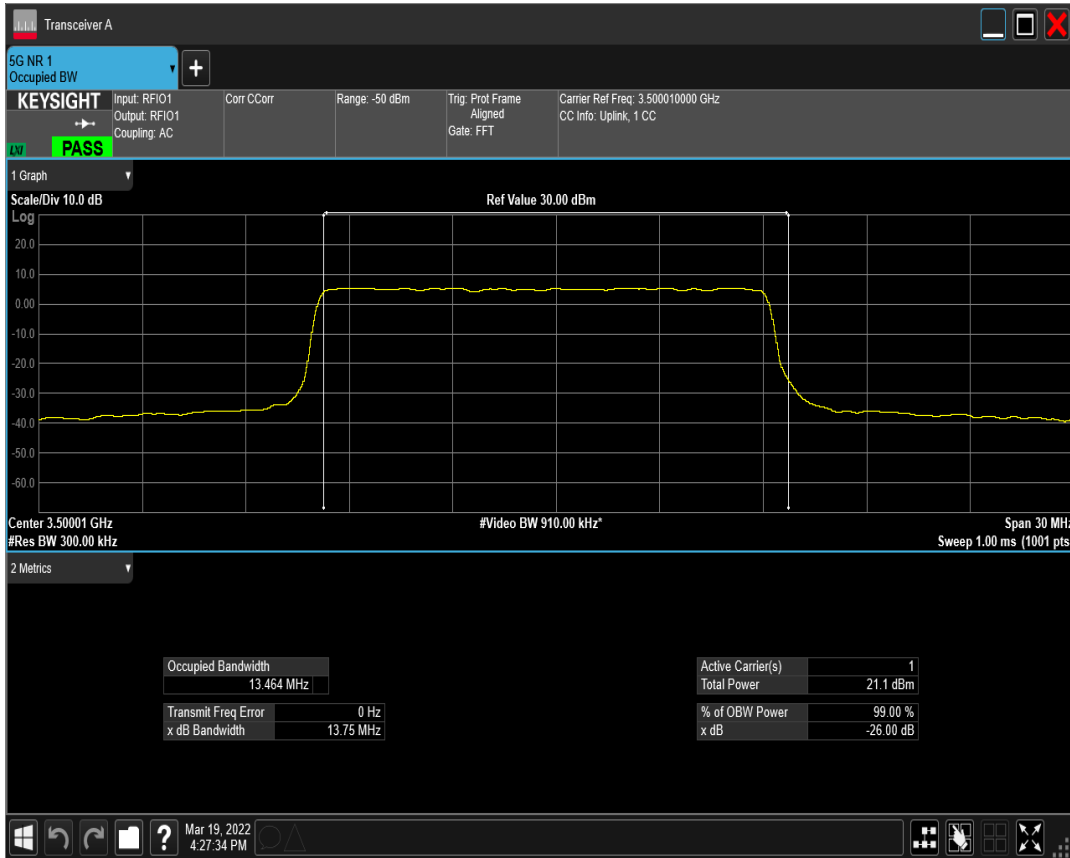 Transceiver A
5G NR 1
Occupied BW
+
KEYSIGHT
LXI
PASS
Input: RFIO1
Output: RFIO1
Coupling: AC
Corr CCorr
Range: -50 dBm
Trig: Prot Frame
Aligned
Gate: FFT
Carrier Ref Freq: 3.500010000 GHz
CC Info: Uplink, 1 CC
1 Graph
Scale/Div 10.0 dB
Ref Value 30.00 dBm
Log
20.0
10.0
0.00
-10.0
-20.0
-30.0
-40.0
-50.0
-60.0
Center 3.50001 GHz
#Video BW 910.00 kHz*
Span 30 MHz
#Res BW 300.00 kHz
Sweep 1.00 ms (1001 pts
2 Metrics
Occupied Bandwidth
13.464 MHz
Transmit Freq Error 0 Hz
x dB Bandwidth 13.75 MHz
Active Carrier(s) 1
Total Power 21.1 dBm
% of OBW Power 99.00 %
x dB -26.00 dB
?
Mar 19, 2022
4:27:34 PM